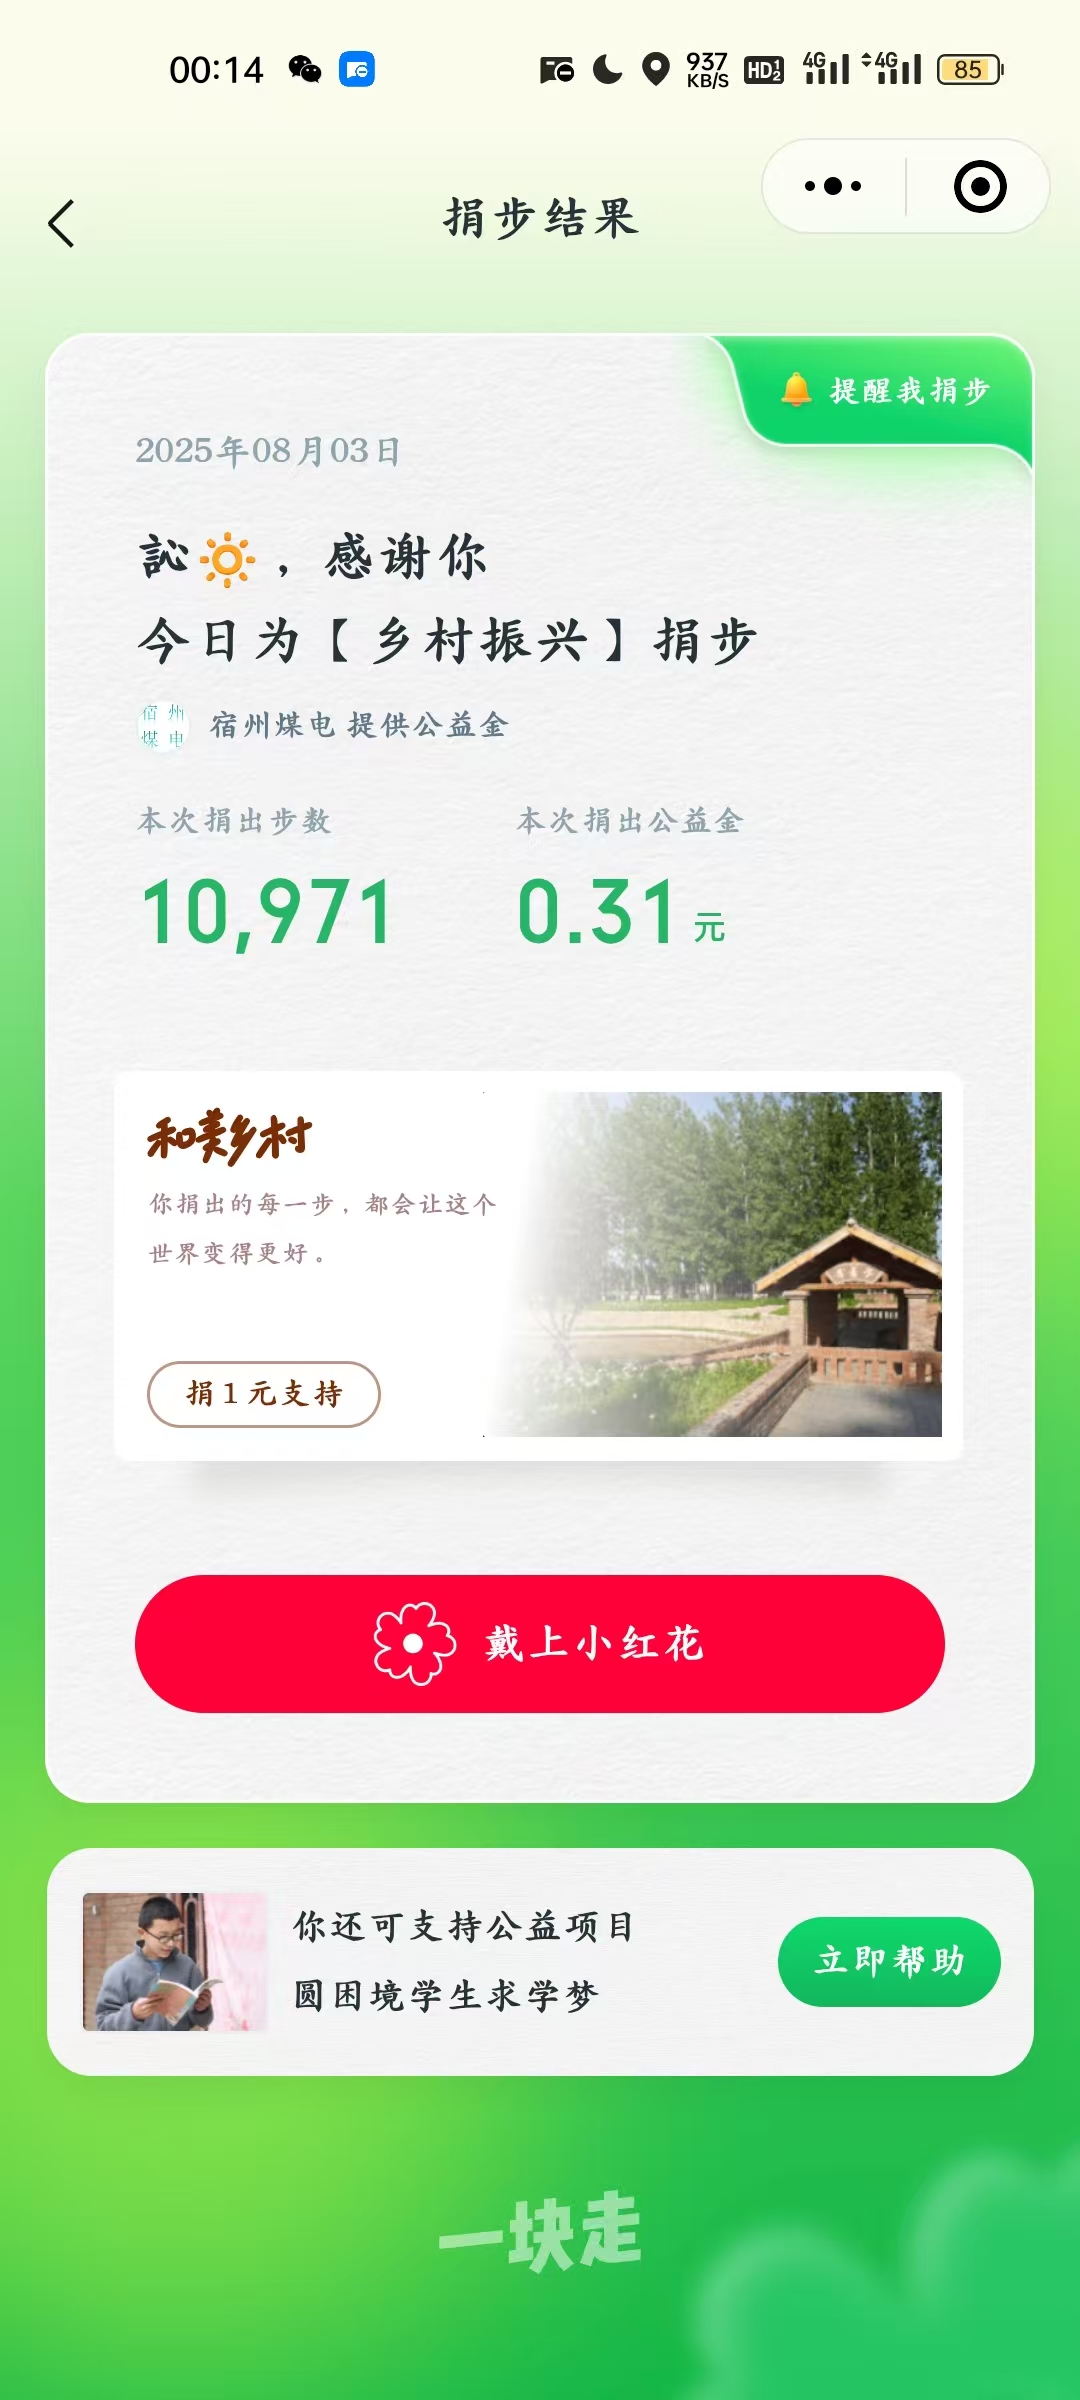 00:14
937
KB/S
HD 1 2
4G
4G
85
捐步结果
提醒我捐步
2025年08月03日
訫🔆，感谢你
今日为【乡村振兴】捐步
宿州
煤电
宿州煤电 提供公益金
本次捐出步数
本次捐出公益金
10,971
0.31元
和美乡村
你捐出的每一步，都会让这个
世界变得更好。
捐1元支持
戴上小红花
你还可支持公益项目
圆困境学生求学梦
立即帮助
一块走